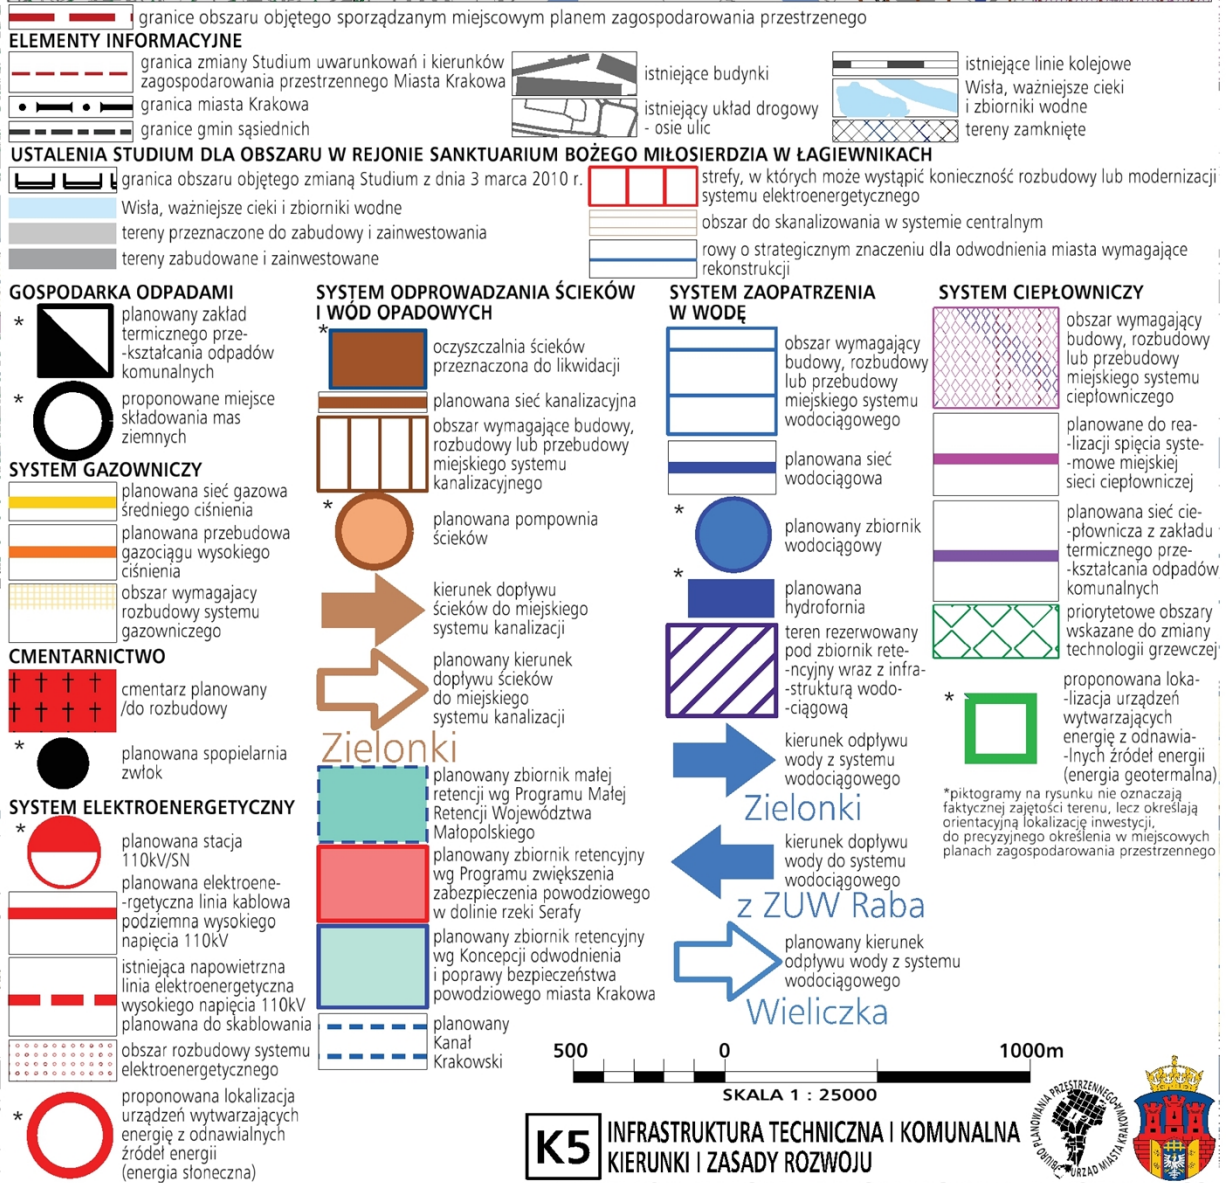 granice obszaru objętego sporządzanym miejscowym planem zagospodarowania przestrzenego
ELEMENTY INFORMACYJNE
granica zmiany Studium uwarunkowań i kierunków
zagospodarowania przestrzennego Miasta Krakowa
granica miasta Krakowa
granice gmin sąsiednich
istniejące budynki
istniejący układ drogowy
- osie ulic
istniejące linie kolejowe
Wisła, ważniejsze cieki
i zbiorniki wodne
tereny zamknięte
USTALENIA STUDIUM DLA OBSZARU W REJONIE SANKTUARIUM BOŻEGO MIŁOSIERDZIA W ŁAGIEWNIKACH
granica obszaru objętego zmianą Studium z dnia 3 marca 2010 r.
Wisła, ważniejsze cieki i zbiorniki wodne
tereny przeznaczone do zabudowy i zainwestowania
tereny zabudowane i zainwestowane
strefy, w których może wystąpić konieczność rozbudowy lub modernizacji
systemu elektroenergetycznego
obszar do skanalizowania w systemie centralnym
rowy o strategicznym znaczeniu dla odwodnienia miasta wymagające
rekonstrukcji
GOSPODARKA ODPADAMI
*
planowany zakład
termicznego prze-
-kształcania odpadów
komunalnych
*
proponowane miejsce
składowania mas
ziemnych
SYSTEM GAZOWNICZY
planowana sieć gazowa
średniego ciśnienia
planowana przebudowa
gazociągu wysokiego
ciśnienia
obszar wymagajacy
rozbudowy systemu
gazowniczego
CMENTARNICTWO
cmentarz planowany
/do rozbudowy
*
planowana spopielarnia
zwłok
SYSTEM ELEKTROENERGETYCZNY
*
planowana stacja
110kV/SN
planowana elektroene-
-rgetyczna linia kablowa
podziemna wysokiego
napięcia 110kV
istniejąca napowietrzna
linia elektroenergetyczna
wysokiego napięcia 110kV
planowana do skablowania
obszar rozbudowy systemu
elektroenergetycznego
*
proponowana lokalizacja
urządzeń wytwarzających
energię z odnawialnych
źródeł energii
(energia słoneczna)
SYSTEM ODPROWADZANIA ŚCIEKÓW
I WÓD OPADOWYCH
*
oczyszczalnia ścieków
przeznaczona do likwidacji
planowana sieć kanalizacyjna
obszar wymagające budowy,
rozbudowy lub przebudowy
miejskiego systemu
kanalizacyjnego
*
planowana pompownia
ścieków
kierunek dopływu
ścieków do miejskiego
systemu kanalizacji
planowany kierunek
dopływu ścieków
do miejskiego
systemu kanalizacji
Zielonki
planowany zbiornik małej
retencji wg Programu Małej
Retencji Województwa
Małopolskiego
planowany zbiornik retencyjny
wg Programu zwiększenia
zabezpieczenia powodziowego
w dolinie rzeki Serafy
planowany zbiornik retencyjny
wg Koncepcji odwodnienia
i poprawy bezpieczeństwa
powodziowego miasta Krakowa
planowany
Kanał
Krakowski
SYSTEM ZAOPATRZENIA
W WODĘ
obszar wymagający
budowy, rozbudowy
lub przebudowy
miejskiego systemu
wodociągowego
planowana sieć
wodociągowa
*
planowany zbiornik
wodociągowy
*
planowana
hydrofornia
teren rezerwowany
pod zbiornik rete-
-ncyjny wraz z infra-
-strukturą wodo-
-ciągową
kierunek odpływu
wody z systemu
wodociągowego
Zielonki
kierunek dopływu
wody do systemu
wodociągowego
z ZUW Raba
planowany kierunek
odpływu wody z systemu
wodociągowego
Wieliczka
SYSTEM CIEPŁOWNICZY
obszar wymagający
budowy, rozbudowy
lub przebudowy
miejskiego systemu
ciepłowniczego
planowane do rea-
-lizacji spięcia syste-
-mowe miejskiej
sieci ciepłowniczej
planowana sieć cie-
-płownicza z zakładu
termicznego prze-
-kształcania odpadów
komunalnych
priorytetowe obszary
wskazane do zmiany
technologii grzewczej
*
proponowana loka-
-lizacja urządzeń
wytwarzających
energię z odnawia-
-lnych źródeł energii
(energia geotermalna)
*piktogramy na rysunku nie oznaczają
faktycznej zajętości terenu, lecz określają
orientacyjną lokalizację inwestycji,
do precyzyjnego określenia w miejscowych
planach zagospodarowania przestrzennego
500 0 1000m
SKALA 1 : 25000
K5
INFRASTRUKTURA TECHNICZNA I KOMUNALNA
KIERUNKI I ZASADY ROZWOJU
BIURO PLANOWANIA PRZESTRZENNEGO
URZĄD MIASTA KRAKOWA